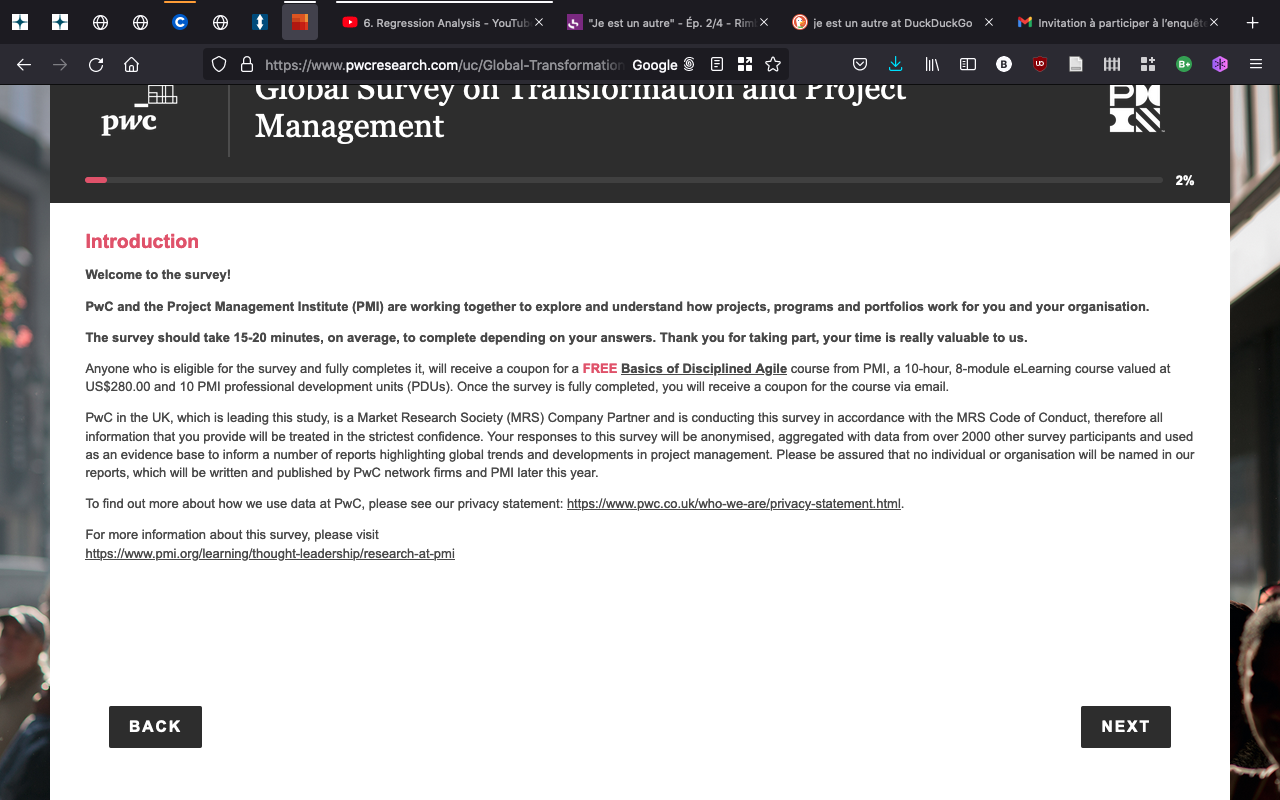 6. Regression Analysis - YouTub
"Je est un autre" - Ép. 2/4 - Rim
je est un autre at DuckDuckGo
Invitation à participer à l'enquêt
https://www.pwcresearch.com/uc/Global-Transformation
Google
pwc
Global Survey on Transformation and Project
Management
2%
Introduction
Welcome to the survey!
PwC and the Project Management Institute (PMI) are working together to explore and understand how projects, programs and portfolios work for you and your organisation.
The survey should take 15-20 minutes, on average, to complete depending on your answers. Thank you for taking part, your time is really valuable to us.
Anyone who is eligible for the survey and fully completes it, will receive a coupon for a FREE Basics of Disciplined Agile course from PMI, a 10-hour, 8-module eLearning course valued at
US$280.00 and 10 PMI professional development units (PDUs). Once the survey is fully completed, you will receive a coupon for the course via email.
PwC in the UK, which is leading this study, is a Market Research Society (MRS) Company Partner and is conducting this survey in accordance with the MRS Code of Conduct, therefore all
information that you provide will be treated in the strictest confidence. Your responses to this survey will be anonymised, aggregated with data from over 2000 other survey participants and used
as an evidence base to inform a number of reports highlighting global trends and developments in project management. Please be assured that no individual or organisation will be named in our
reports, which will be written and published by PwC network firms and PMI later this year.
To find out more about how we use data at PwC, please see our privacy statement: https://www.pwc.co.uk/who-we-are/privacy-statement.html.
For more information about this survey, please visit
https://www.pmi.org/learning/thought-leadership/research-at-pmi
BACK
NEXT